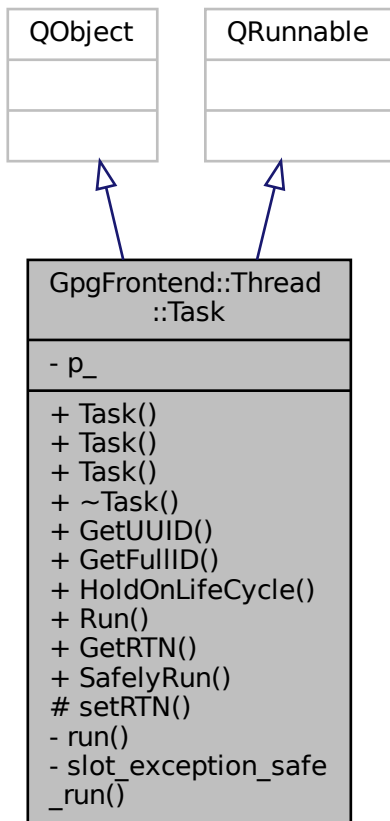 QObject
QRunnable
GpgFrontend::Thread
::Task
- p_
+ Task()
+ Task()
+ Task()
+ ~Task()
+ GetUUID()
+ GetFullID()
+ HoldOnLifeCycle()
+ Run()
+ GetRTN()
+ SafelyRun()
# setRTN()
- run()
- slot_exception_safe
_run()